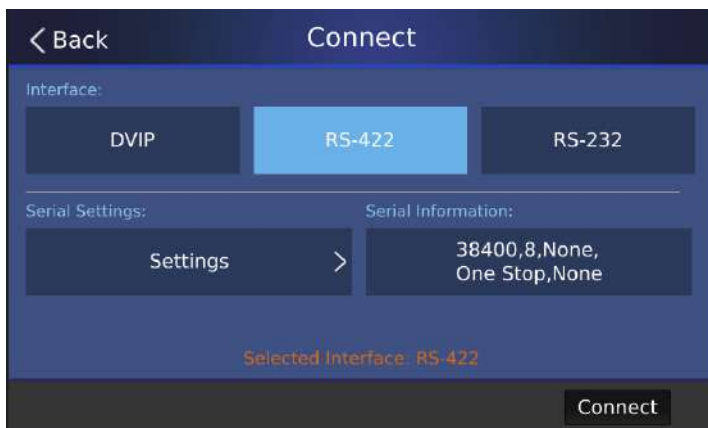 Back
Connect
Interface:
DVIP
RS-422
RS-232
Serial Settings:
Serial Information:
Settings
38400,8,None,
One Stop,None
Selected Interface: RS-422
Connect